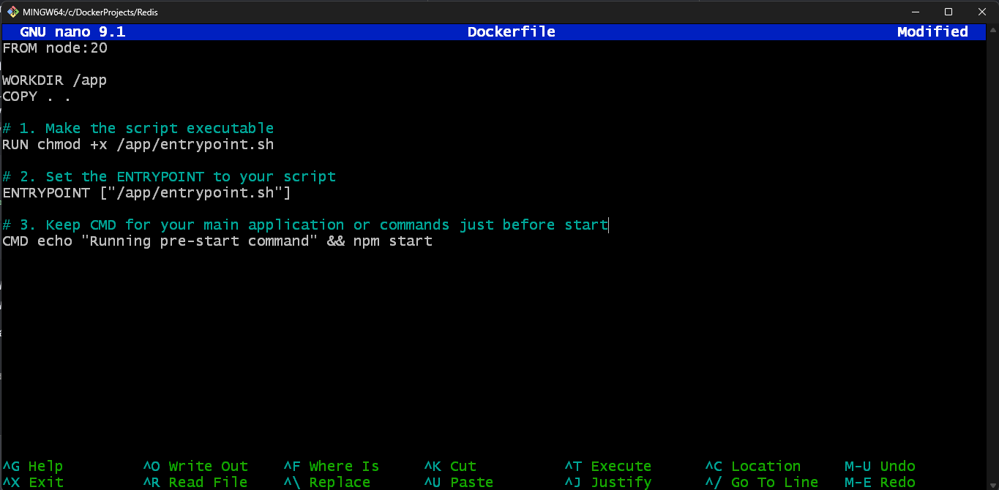 MINGW64:/c/DockerProjects/Redis
GNU nano 9.1 Dockerfile Modified
FROM node:20
WORKDIR /app
COPY . .
# 1. Make the script executable
RUN chmod +x /app/entrypoint.sh
# 2. Set the ENTRYPOINT to your script
ENTRYPOINT ["/app/entrypoint.sh"]
# 3. Keep CMD for your main application or commands just before start
CMD echo "Running pre-start command" && npm start
^G Help ^O Write Out ^F Where Is ^K Cut ^T Execute ^C Location M-U Undo
^X Exit ^R Read File ^\ Replace ^U Paste ^J Justify ^/ Go To Line M-E Redo